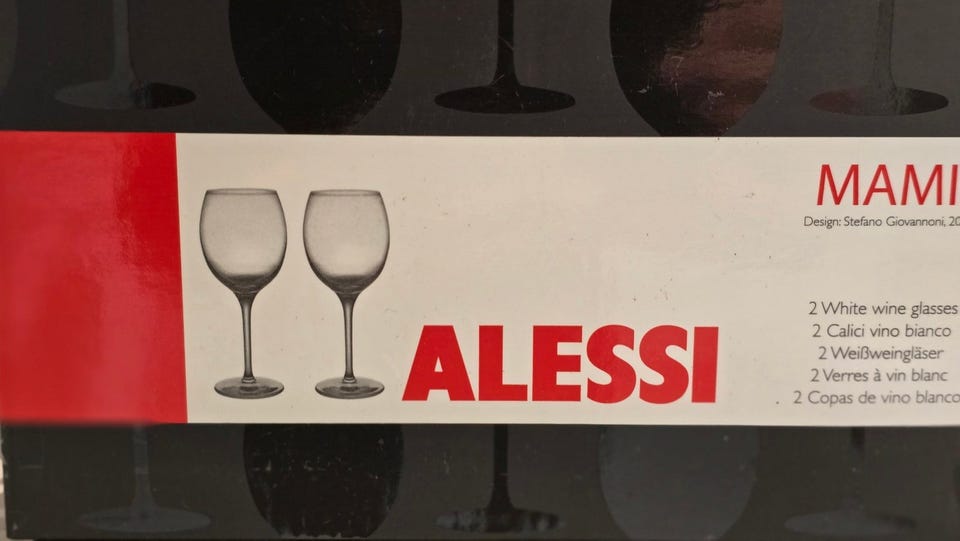 ALESSI
MAMI
Design: Stefano Giovannoni, 20
2 White wine glasses
2 Calici vino bianco
2 Weißweingläser
2 Verres à vin blanc
2 Copas de vino blanco